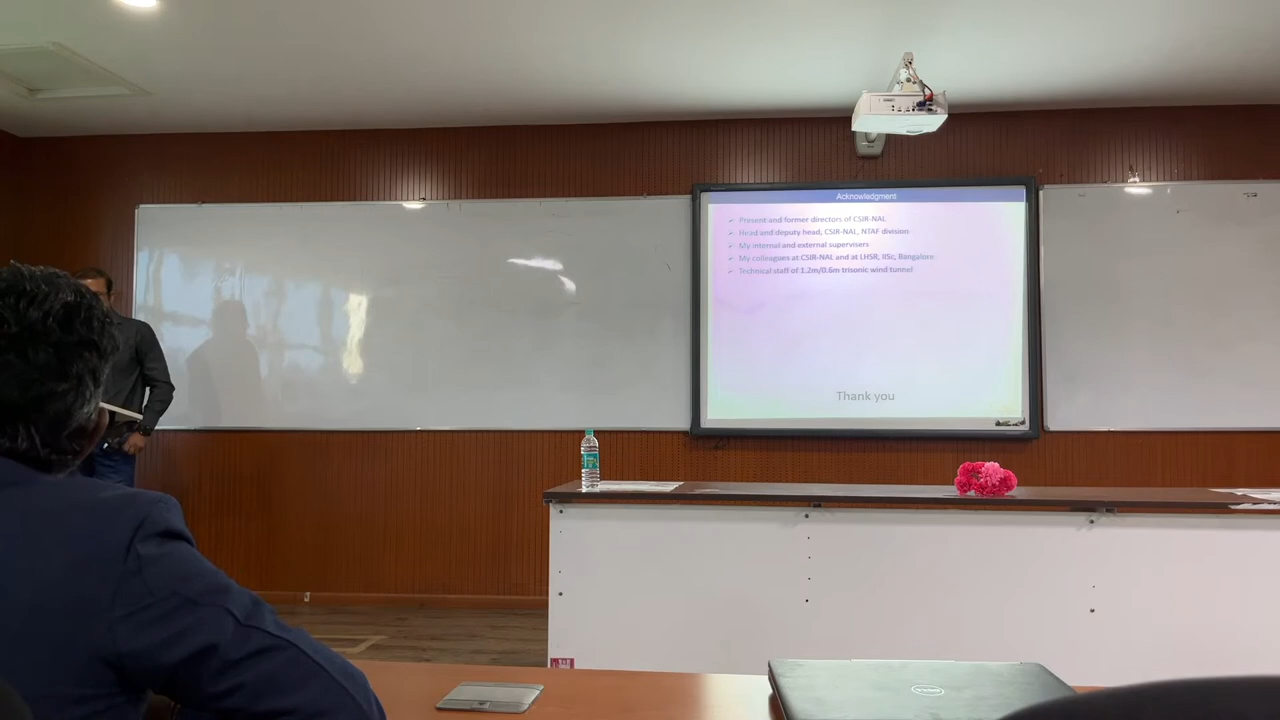 Acknowledgment
➢ Present and former directors of CSIR-NAL
➢ Head and deputy head, CSIR-NAL, NTAF division
➢ My internal and external supervisers
➢ My colleagues at CSIR-NAL and at LHSR, IISc, Bangalore
➢ Technical staff of 1.2m/0.6m trisonic wind tunnel
Thank you
DELL